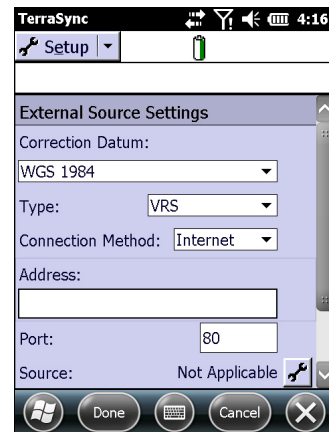 TerraSync 4:16
Setup
External Source Settings
Correction Datum:
WGS 1984
Type: VRS
Connection Method: Internet
Address:
Port: 80
Source: Not Applicable
Done Cancel